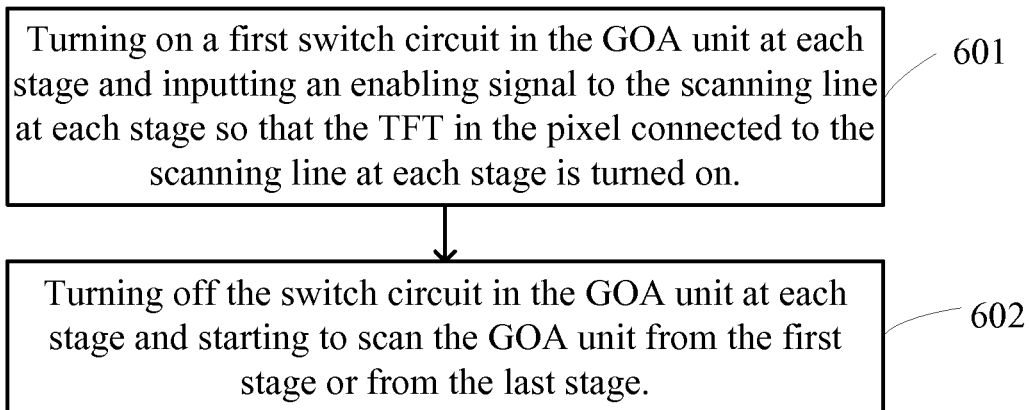 Turning on a first switch circuit in the GOA unit at each
stage and inputting an enabling signal to the scanning line
at each stage so that the TFT in the pixel connected to the
scanning line at each stage is turned on.
601
Turning off the switch circuit in the GOA unit at each
stage and starting to scan the GOA unit from the first
stage or from the last stage.
602